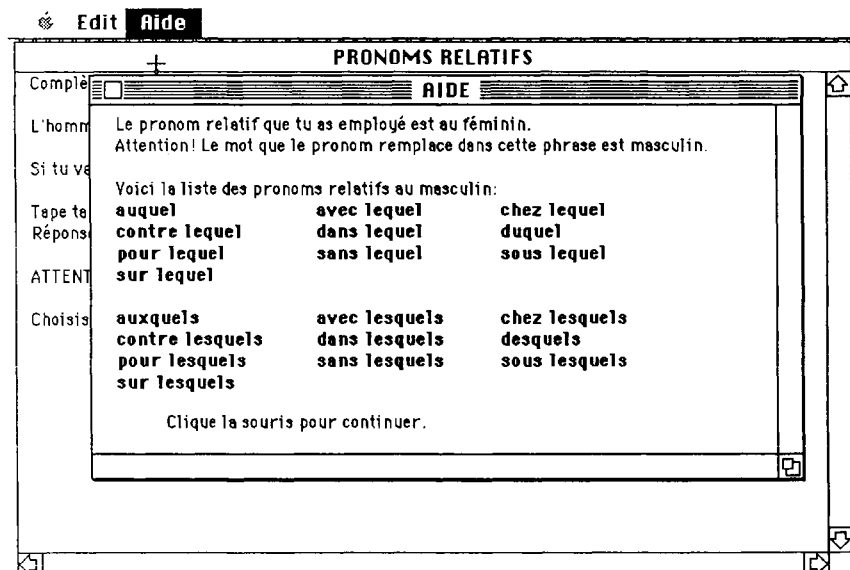 Edit Aide
PRONOMS RELATIFS
AIDE
Le pronom relatif que tu as employé est au féminin.
Attention! Le mot que le pronom remplace dans cette phrase est masculin.
Voici la liste des pronoms relatifs au masculin:
auquel avec lequel chez lequel
contre lequel dans lequel duquel
pour lequel sans lequel sous lequel
sur lequel
auxquels avec lesquels chez lesquels
contre lesquels dans lesquels desquels
pour lesquels sans lesquels sous lesquels
sur lesquels
Clique la souris pour continuer.
Complè
L'homm
Si tu ve
Tape ta
Répons
ATTENT
Choisis